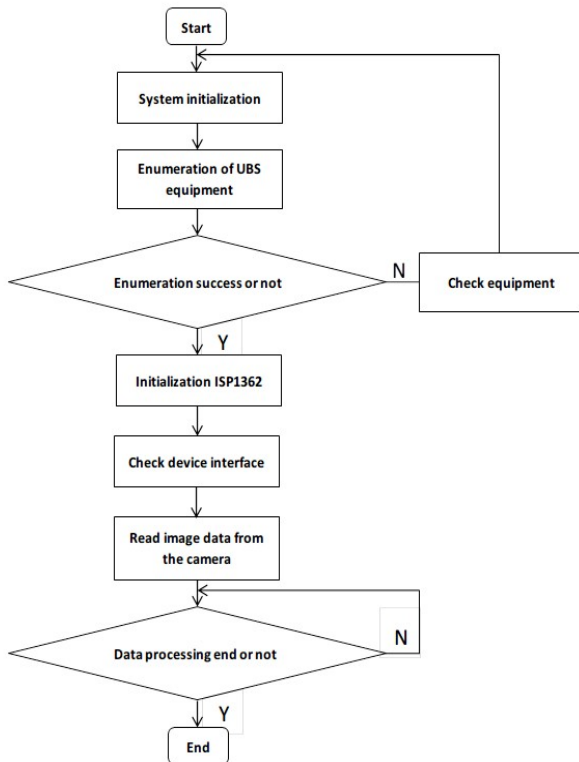 Start
System initialization
Enumeration of UBS
equipment
Enumeration success or not
N
Check equipment
Y
Initialization ISP1362
Check device interface
Read image data from
the camera
N
Data processing end or not
Y
End